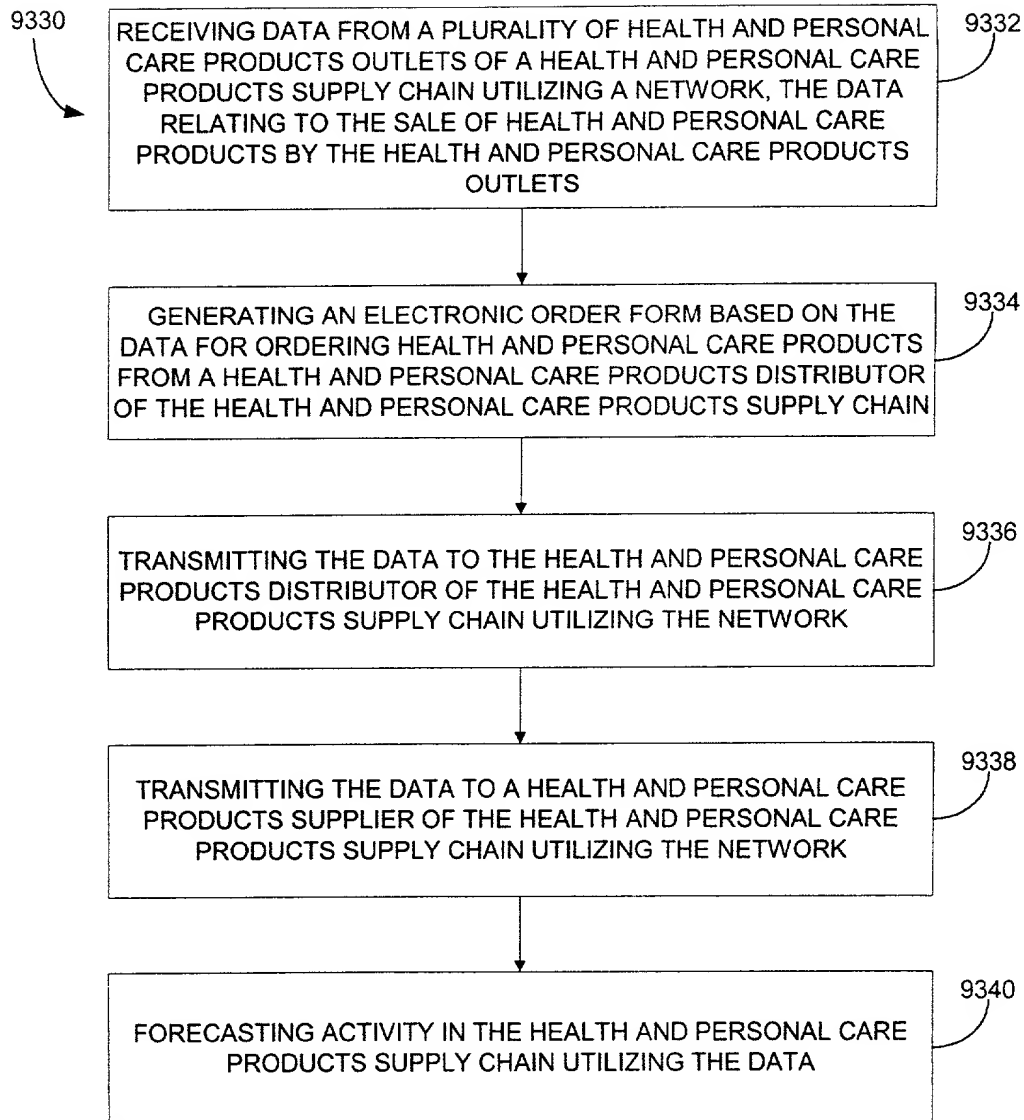 9330
RECEIVING DATA FROM A PLURALITY OF HEALTH AND PERSONAL
CARE PRODUCTS OUTLETS OF A HEALTH AND PERSONAL CARE
PRODUCTS SUPPLY CHAIN UTILIZING A NETWORK, THE DATA
RELATING TO THE SALE OF HEALTH AND PERSONAL CARE
PRODUCTS BY THE HEALTH AND PERSONAL CARE PRODUCTS
OUTLETS
9332
GENERATING AN ELECTRONIC ORDER FORM BASED ON THE
DATA FOR ORDERING HEALTH AND PERSONAL CARE PRODUCTS
FROM A HEALTH AND PERSONAL CARE PRODUCTS DISTRIBUTOR
OF THE HEALTH AND PERSONAL CARE PRODUCTS SUPPLY CHAIN
9334
TRANSMITTING THE DATA TO THE HEALTH AND PERSONAL CARE
PRODUCTS DISTRIBUTOR OF THE HEALTH AND PERSONAL CARE
PRODUCTS SUPPLY CHAIN UTILIZING THE NETWORK
9336
TRANSMITTING THE DATA TO A HEALTH AND PERSONAL CARE
PRODUCTS SUPPLIER OF THE HEALTH AND PERSONAL CARE
PRODUCTS SUPPLY CHAIN UTILIZING THE NETWORK
9338
FORECASTING ACTIVITY IN THE HEALTH AND PERSONAL CARE
PRODUCTS SUPPLY CHAIN UTILIZING THE DATA
9340